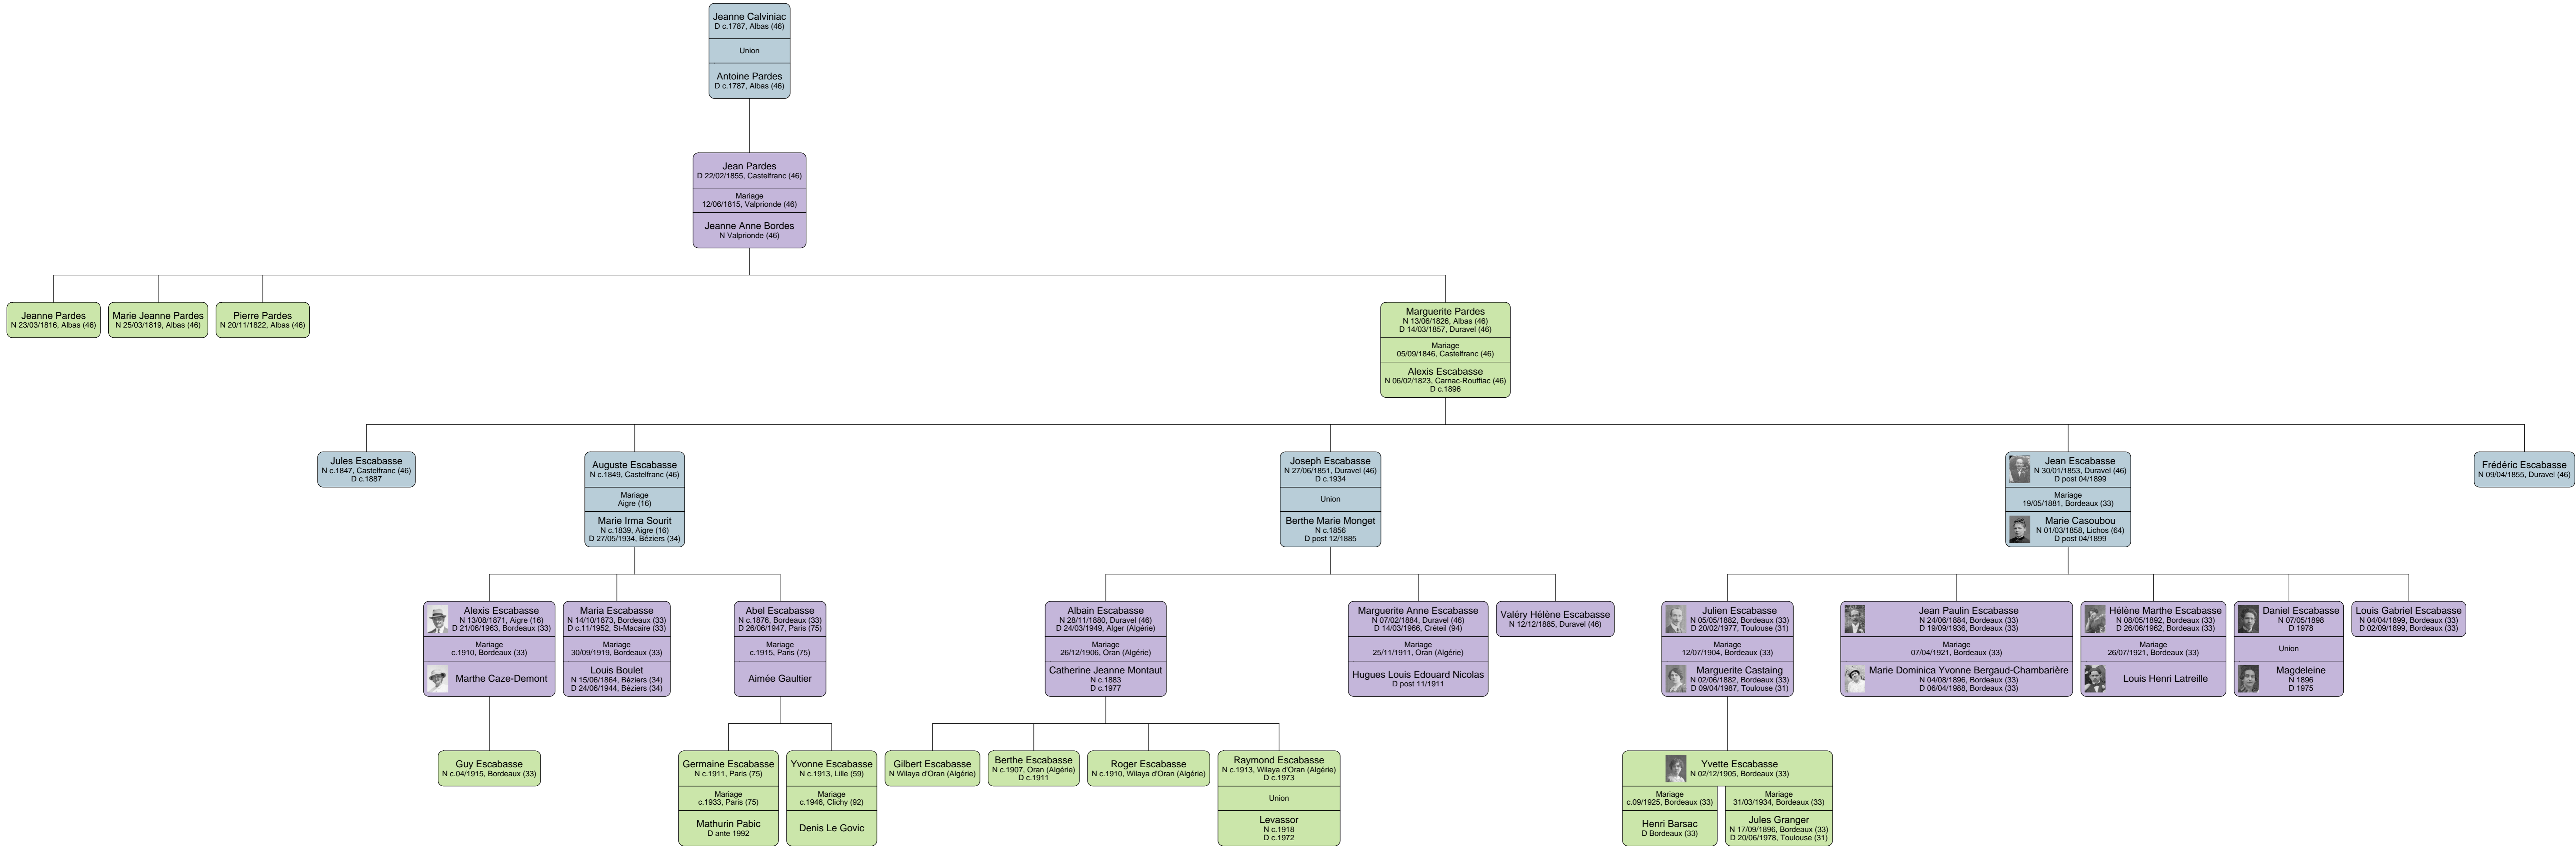 Jeanne Calviniac
D c.1787, Albas (46)
Union
Antoine Pardes
D c.1787, Albas (46)
Jean Pardes
D 22/02/1855, Castelfranc (46)
Mariage
12/06/1815, Valprionde (46)
Jeanne Anne Bordes
N Valprionde (46)
Jeanne Pardes
N 23/03/1816, Albas (46)
Marie Jeanne Pardes
N 25/03/1819, Albas (46)
Pierre Pardes
N 20/11/1822, Albas (46)
Marguerite Pardes
N 13/06/1826, Albas (46)
D 14/03/1857, Duravel (46)
Mariage
05/09/1846, Castelfranc (46)
Alexis Escabasse
N 06/02/1823, Carnac-Rouffiac (46)
D c.1896
Jules Escabasse
N c.1847, Castelfranc (46)
D c.1887
Auguste Escabasse
N c.1849, Castelfranc (46)
Mariage
Aigre (16)
Marie Irma Sourit
N c.1839, Aigre (16)
D 27/05/1934, Béziers (34)
Joseph Escabasse
N 27/06/1851, Duravel (46)
D c.1934
Union
Berthe Marie Monget
N c.1856
D post 12/1885
Jean Escabasse
N 30/01/1853, Duravel (46)
D post 04/1899
Mariage
19/05/1881, Bordeaux (33)
Marie Casoubou
N 01/03/1858, Lichos (64)
D post 04/1899
Frédéric Escabasse
N 09/04/1855, Duravel (46)
Alexis Escabasse
N 13/08/1871, Aigre (16)
D 21/06/1963, Bordeaux (33)
Mariage
c.1910, Bordeaux (33)
Marthe Caze-Demont
Maria Escabasse
N 14/10/1873, Bordeaux (33)
D c.11/1952, St-Macaire (33)
Mariage
30/09/1919, Bordeaux (33)
Louis Boulet
N 15/06/1864, Béziers (34)
D 24/06/1944, Béziers (34)
Abel Escabasse
N c.1876, Bordeaux (33)
D 26/06/1947, Paris (75)
Mariage
c.1915, Paris (75)
Aimée Gaultier
Albain Escabasse
N 28/11/1880, Duravel (46)
D 24/03/1949, Alger (Algérie)
Mariage
26/12/1906, Oran (Algérie)
Catherine Jeanne Montaut
N c.1883
D c.1977
Marguerite Anne Escabasse
N 07/02/1884, Duravel (46)
D 14/03/1966, Créteil (94)
Mariage
25/11/1911, Oran (Algérie)
Hugues Louis Edouard Nicolas
D post 11/1911
Valéry Hélène Escabasse
N 12/12/1885, Duravel (46)
Julien Escabasse
N 05/05/1882, Bordeaux (33)
D 20/02/1977, Toulouse (31)
Mariage
12/07/1904, Bordeaux (33)
Marguerite Castaing
N 02/06/1882, Bordeaux (33)
D 09/04/1987, Toulouse (31)
Jean Paulin Escabasse
N 24/06/1884, Bordeaux (33)
D 19/09/1936, Bordeaux (33)
Mariage
07/04/1921, Bordeaux (33)
Marie Dominica Yvonne Bergaud-Chambarière
N 04/08/1896, Bordeaux (33)
D 06/04/1988, Bordeaux (33)
Hélène Marthe Escabasse
N 08/05/1892, Bordeaux (33)
D 26/06/1962, Bordeaux (33)
Mariage
26/07/1921, Bordeaux (33)
Louis Henri Latreille
Daniel Escabasse
N 07/05/1898
D 1978
Union
Magdeleine
N 1896
D 1975
Louis Gabriel Escabasse
N 04/04/1899, Bordeaux (33)
D 02/09/1899, Bordeaux (33)
Guy Escabasse
N c.04/1915, Bordeaux (33)
Germaine Escabasse
N c.1911, Paris (75)
Mariage
c.1933, Paris (75)
Mathurin Pabic
D ante 1992
Yvonne Escabasse
N c.1913, Lille (59)
Mariage
c.1946, Clichy (92)
Denis Le Govic
Gilbert Escabasse
N Wilaya d'Oran (Algérie)
Berthe Escabasse
N c.1907, Oran (Algérie)
D c.1911
Roger Escabasse
N c.1910, Wilaya d'Oran (Algérie)
Raymond Escabasse
N c.1913, Wilaya d'Oran (Algérie)
D c.1973
Union
Levassor
N c.1918
D c.1972
Yvette Escabasse
N 02/12/1905, Bordeaux (33)
Mariage
c.09/1925, Bordeaux (33)
Henri Barsac
D Bordeaux (33)
Mariage
31/03/1934, Bordeaux (33)
Jules Granger
N 17/09/1896, Bordeaux (33)
D 20/06/1978, Toulouse (31)